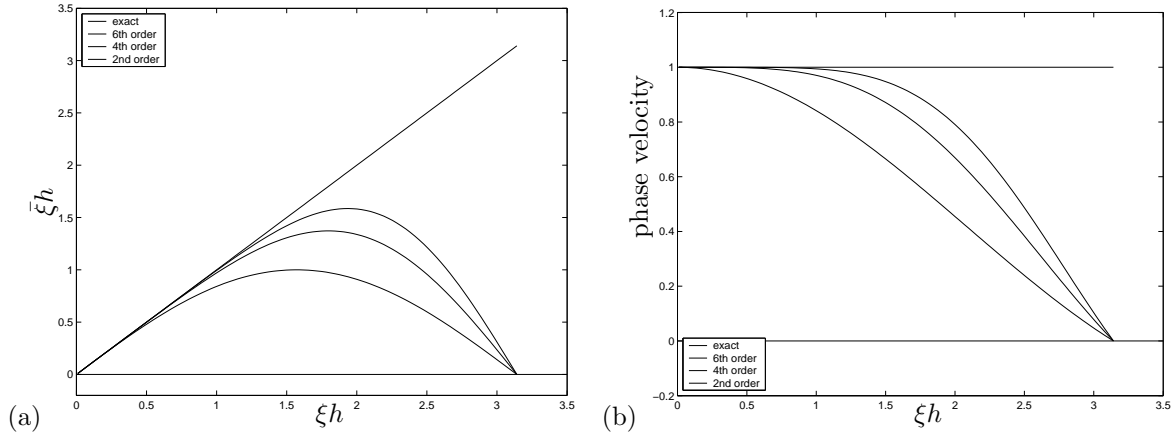 3.5
3
2.5
2
1.5
1
0.5
0
0
0.5
1
1.5
2
2.5
3
3.5
exact
6th order
4th order
2nd order
ξ̄h
ξh
(a)
1.2
1
0.8
0.6
0.4
0.2
0
−0.2
0
0.5
1
1.5
2
2.5
3
3.5
phase velocity
exact
6th order
4th order
2nd order
ξh
(b)